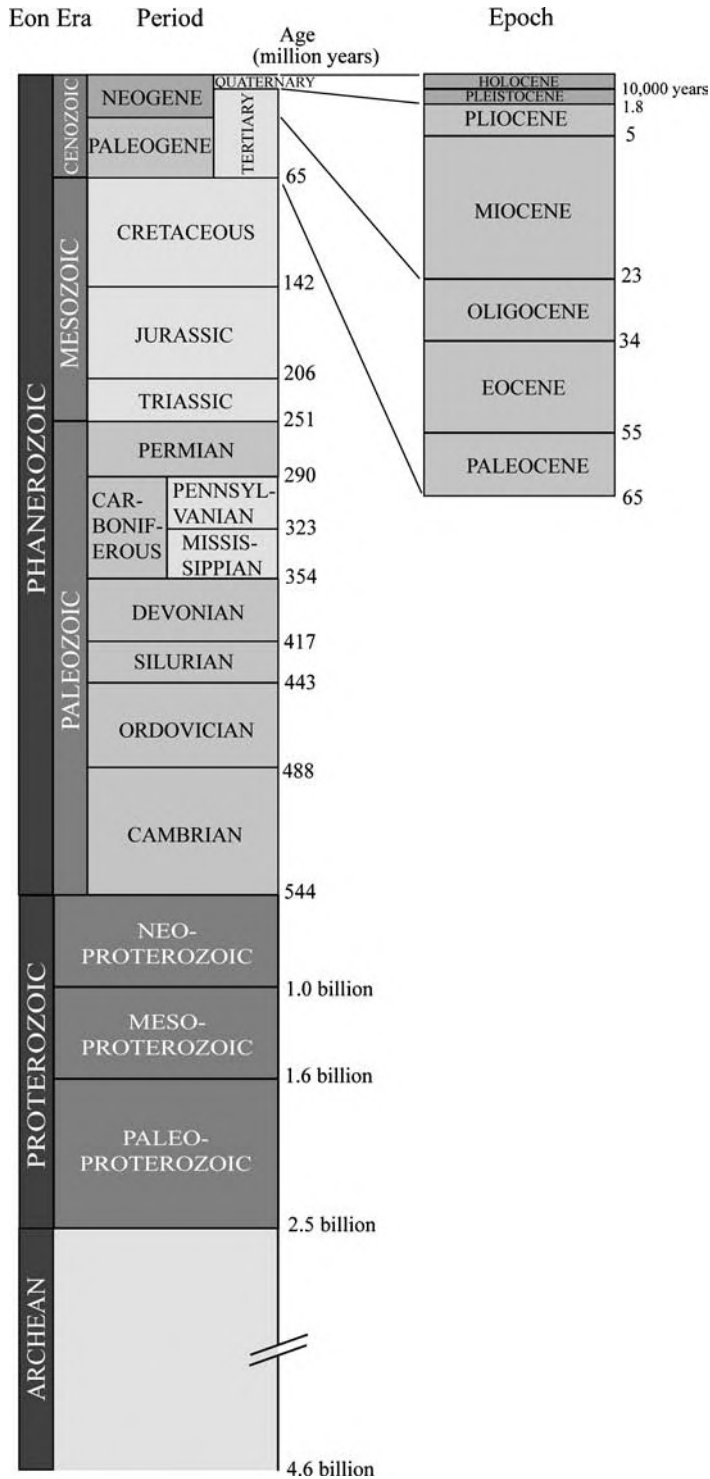 Eon Era Period
Age
(million years)
Epoch
PHANEROZOIC
CENOZOIC
NEOGENE
QUATERNARY
PALEOGENE
TERTIARY
65
MESOZOIC
CRETACEOUS
142
JURASSIC
206
TRIASSIC
251
PALEOZOIC
PERMIAN
290
CAR-
BONIF-
EROUS
PENNSYL-
VANIAN
323
MISSIS-
SIPPIAN
354
DEVONIAN
417
SILURIAN
443
ORDOVICIAN
488
CAMBRIAN
544
PROTEROZOIC
NEO-
PROTEROZOIC
1.0 billion
MESO-
PROTEROZOIC
1.6 billion
PALEO-
PROTEROZOIC
2.5 billion
ARCHEAN
4.6 billion
HOLOCENE
10,000 years
PLEISTOCENE
1.8
PLIOCENE
5
MIOCENE
23
OLIGOCENE
34
EOCENE
55
PALEOCENE
65